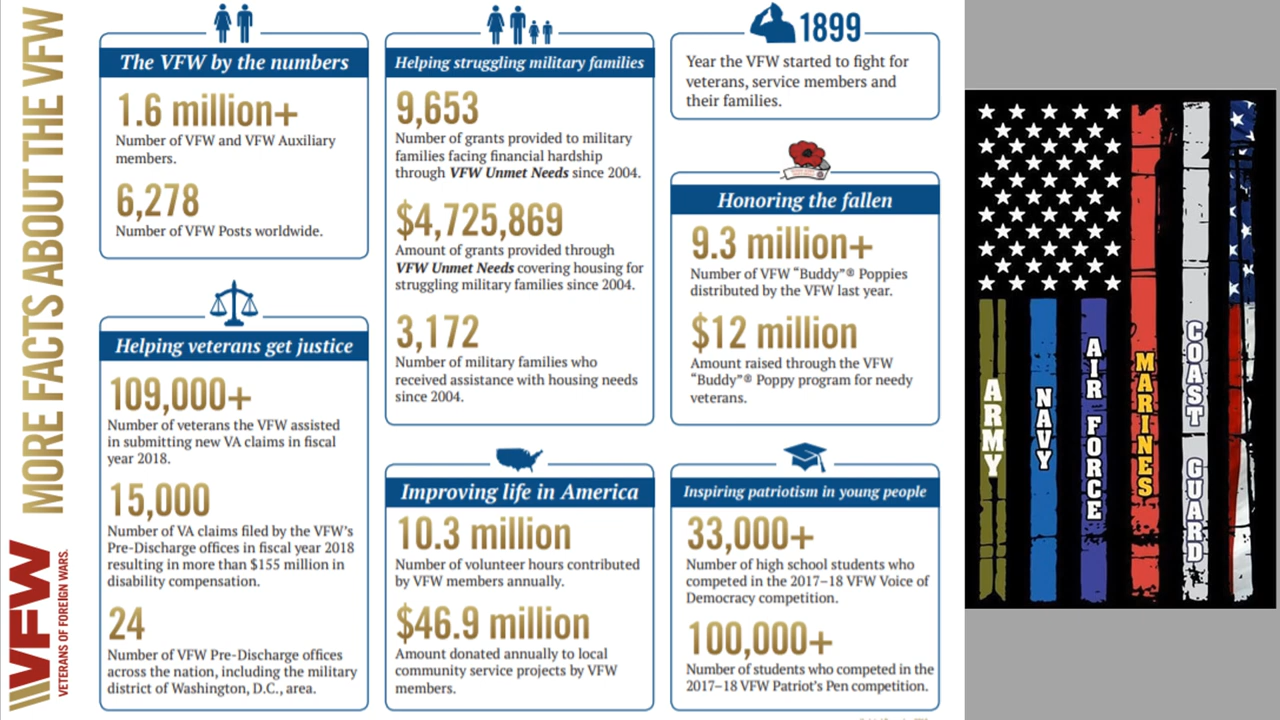 MORE FACTS ABOUT THE VFW
VFW
VETERANS OF FOREIGN WARS.
The VFW by the numbers
1.6 million+
Number of VFW and VFW Auxiliary
members.
6,278
Number of VFW Posts worldwide.
Helping veterans get justice
109,000+
Number of veterans the VFW assisted
in submitting new VA claims in fiscal
year 2018.
15,000
Number of VA claims filed by the VFW’s
Pre-Discharge offices in fiscal year 2018
resulting in more than $155 million in
disability compensation.
24
Number of VFW Pre-Discharge offices
across the nation, including the military
district of Washington, D.C., area.
Helping struggling military families
9,653
Number of grants provided to military
families facing financial hardship
through VFW Unmet Needs since 2004.
$4,725,869
Amount of grants provided through
VFW Unmet Needs covering housing for
struggling military families since 2004.
3,172
Number of military families who
received assistance with housing needs
since 2004.
Improving life in America
10.3 million
Number of volunteer hours contributed
by VFW members annually.
$46.9 million
Amount donated annually to local
community service projects by VFW
members.
1899
Year the VFW started to fight for
veterans, service members and
their families.
Honoring the fallen
9.3 million+
Number of VFW “Buddy”® Poppies
distributed by the VFW last year.
$12 million
Amount raised through the VFW
“Buddy”® Poppy program for needy
veterans.
Inspiring patriotism in young people
33,000+
Number of high school students who
competed in the 2017–18 VFW Voice of
Democracy competition.
100,000+
Number of students who competed in the
2017–18 VFW Patriot’s Pen competition.
ARMY
NAVY
AIR FORCE
MARINES
COAST GUARD